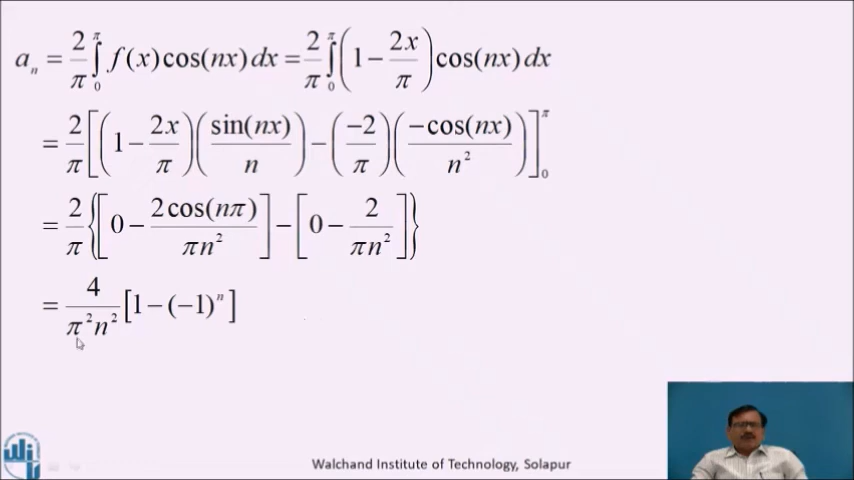 a_n = 2/π ∫_0^π f(x)cos(nx)dx = 2/π ∫_0^π (1 − 2x/π) cos(nx)dx
= 2/π [(1 − 2x/π)(sin(nx)/n) − (−2/π)(−cos(nx)/n²)]_0^π
= 2/π {[0 − 2cos(nπ)/πn²] − [0 − 2/πn²]}
= 4/π²n² [1 − (−1)ⁿ]
Walchand Institute of Technology, Solapur